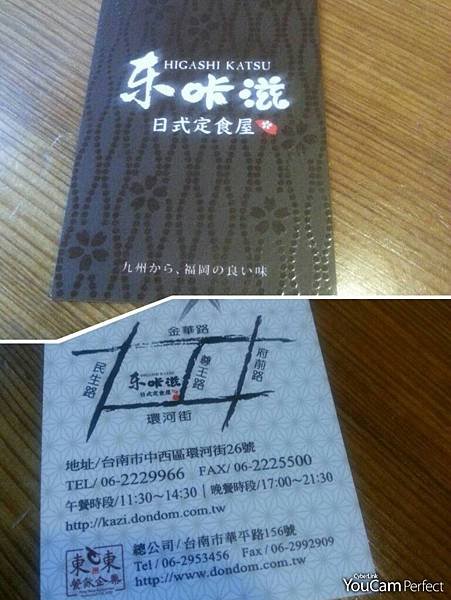 HIGASHI KATSU
东咔滋
日式定食屋
九州から、福岡の良い味
金華路
民生路
尊王路
府前路
HIGASHI KATSU
东咔滋
日式定食屋
環河街
地址/台南市中西區環河街26號
TEL/ 06-2229966 FAX/ 06-2225500
午餐時段/11:30~14:30 | 晚餐時段/17:00~21:30
http://kazi.dondom.com.tw
東東
餐飲企業
總公司/台南市華平路156號
Tel / 06-2953456 Fax / 06-2992909
http://www.dondom.com.tw
CyberLink
YouCam Perfect